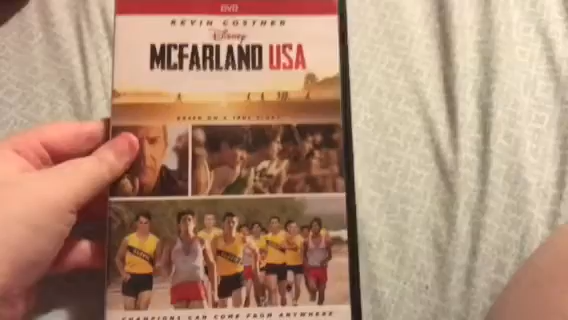 DVD
KEVIN COSTNER
Disney
MCFARLAND USA
BASED ON A TRUE STORY
CHAMPIONS CAN COME FROM ANYWHERE